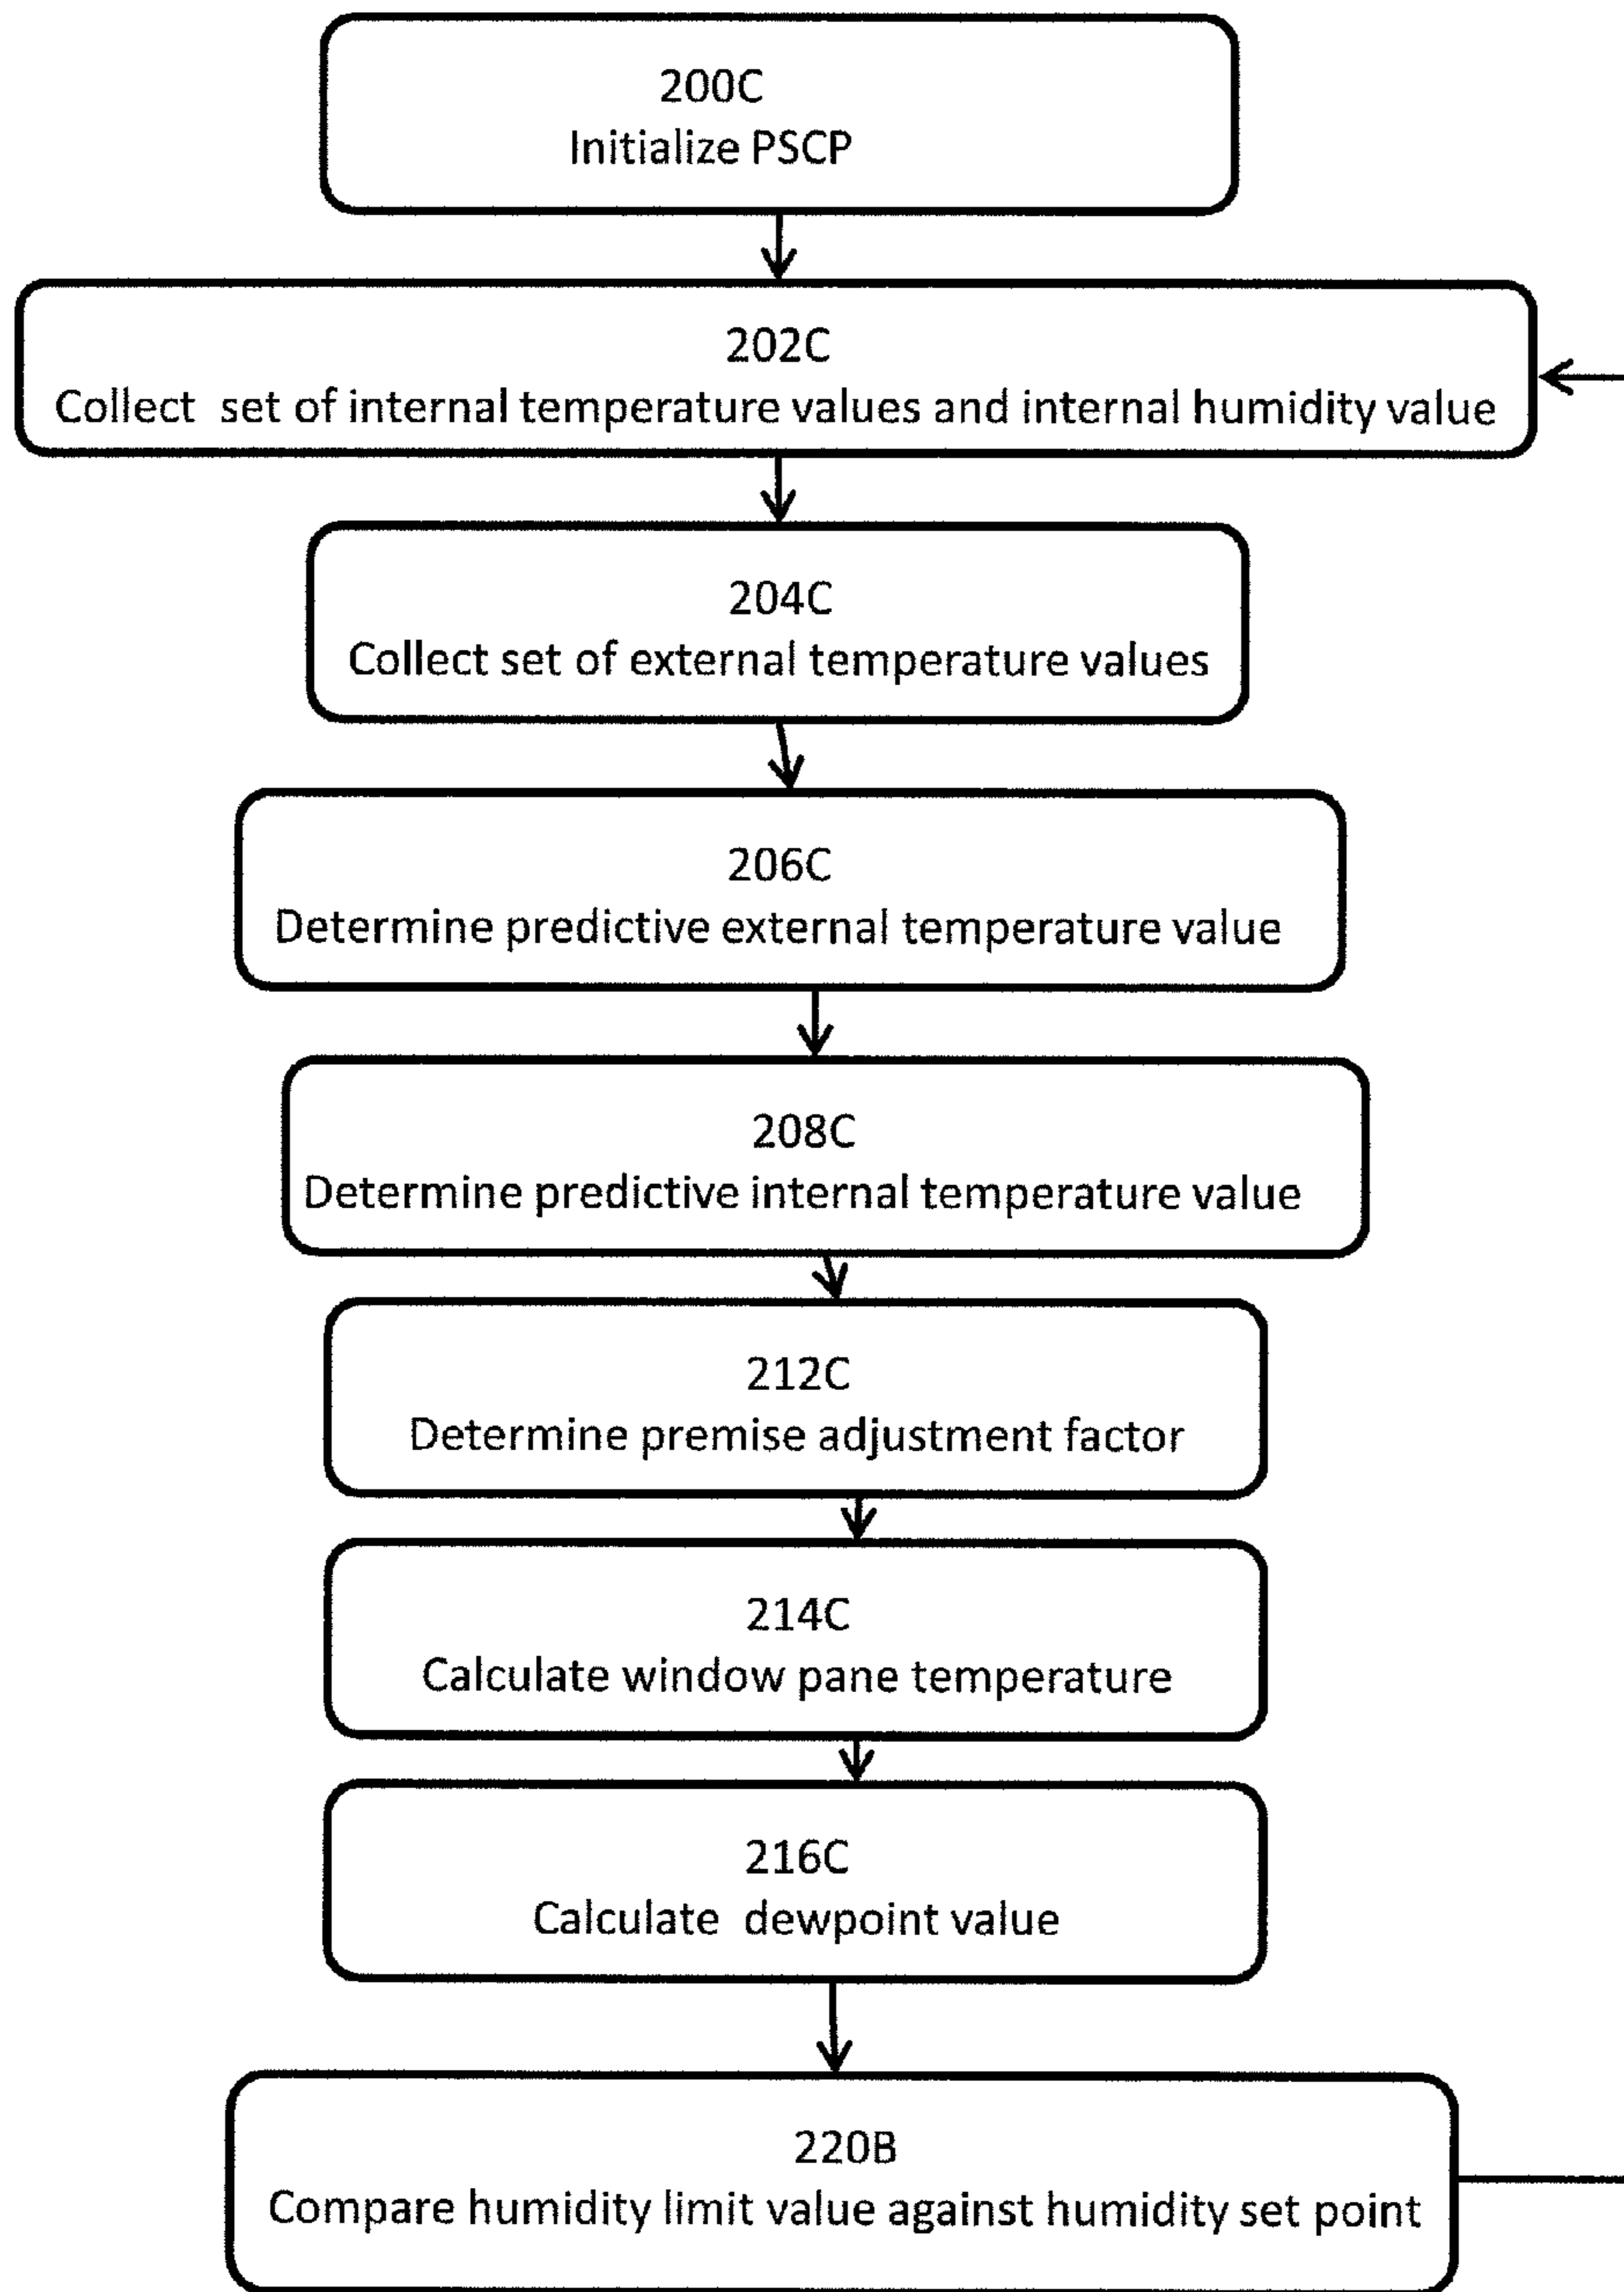 200C
Initialize PSCP
202C
Collect set of internal temperature values and internal humidity value
204C
Collect set of external temperature values
206C
Determine predictive external temperature value
208C
Determine predictive internal temperature value
212C
Determine premise adjustment factor
214C
Calculate window pane temperature
216C
Calculate dewpoint value
220B
Compare humidity limit value against humidity set point